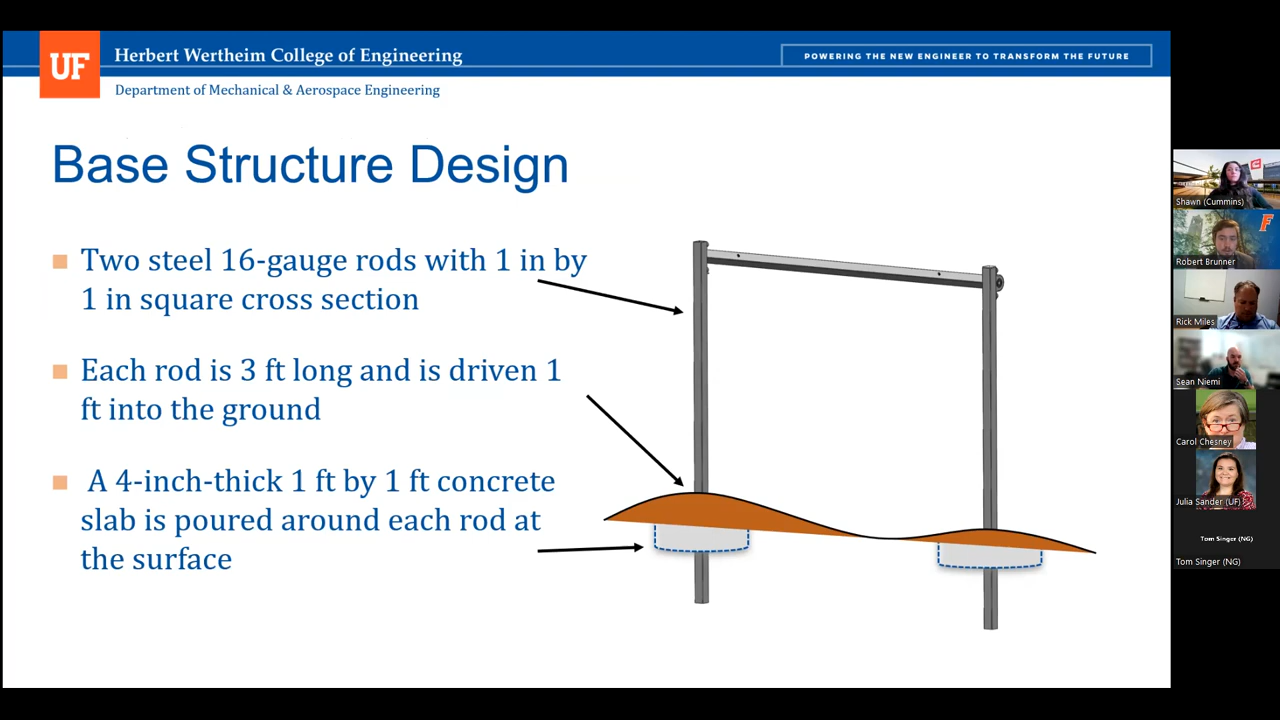 UF
Herbert Wertheim College of Engineering
POWERING THE NEW ENGINEER TO TRANSFORM THE FUTURE
Department of Mechanical & Aerospace Engineering
Base Structure Design
Two steel 16-gauge rods with 1 in by
1 in square cross section
Each rod is 3 ft long and is driven 1
ft into the ground
A 4-inch-thick 1 ft by 1 ft concrete
slab is poured around each rod at
the surface
Shawn (Cummins)
F
Robert Brunner
Rick Miles
Sean Niemi
Carol Chesney
Julia Sander (UF)
Tom Singer (NG)
Tom Singer (NG)